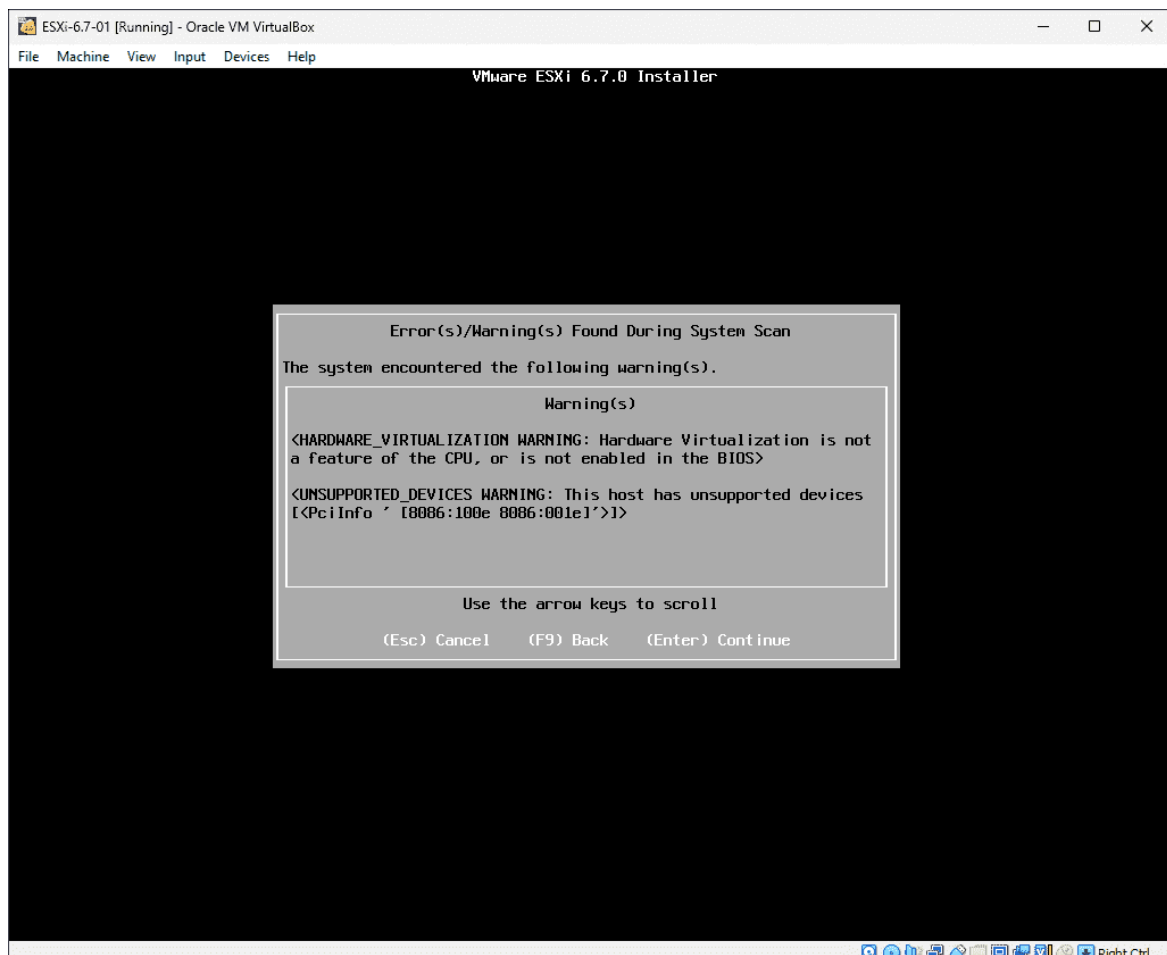 ESXi-6.7-01 [Running] - Oracle VM VirtualBox
File Machine View Input Devices Help
VMware ESXi 6.7.0 Installer
Error(s)/Warning(s) Found During System Scan
The system encountered the following warning(s).
Warning(s)
<HARDWARE_VIRTUALIZATION WARNING: Hardware Virtualization is not
a feature of the CPU, or is not enabled in the BIOS>
<UNSUPPORTED_DEVICES WARNING: This host has unsupported devices
[<PciInfo ' [8086:100e 8086:001e]'>]>
Use the arrow keys to scroll
(Esc) Cancel (F9) Back (Enter) Continue
Right Ctrl